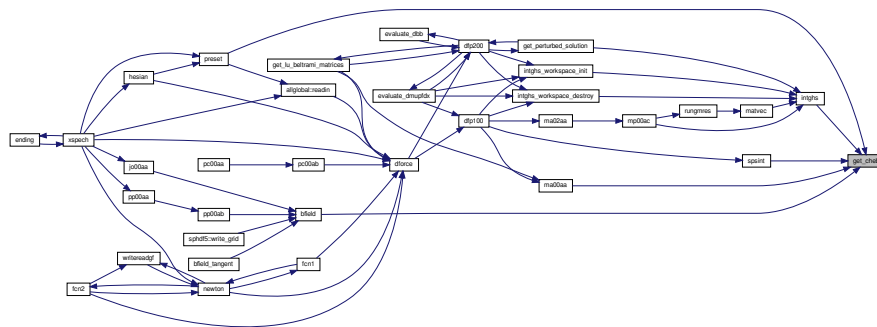 evaluate_dbb
dfp200
get_perturbed_solution
preset
get_lu_beltrami_matrices
intghs_workspace_init
hesian
allglobal::readin
evaluate_dmupfdx
intghs_workspace_destroy
intghs
rungmres
matvec
dfp100
ma02aa
mp00ac
ending
xspech
jo00aa
pc00aa
pc00ab
dforce
spsint
get_cheb
pp00aa
ma00aa
pp00ab
bfield
sphdf5::write_grid
writereadgf
bfield_tangent
fcn1
fcn2
newton